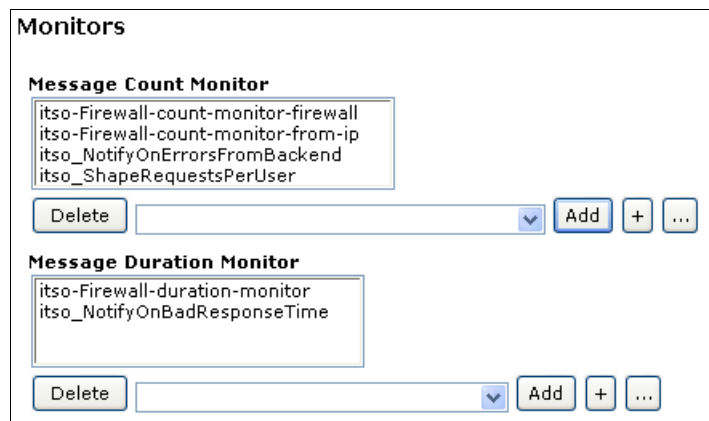 Monitors
Message Count Monitor
itso-Firewall-count-monitor-firewall
itso-Firewall-count-monitor-from-ip
itso_NotifyOnErrorsFromBackend
itso_ShapeRequestsPerUser
Delete Add + ...
Message Duration Monitor
itso-Firewall-duration-monitor
itso_NotifyOnBadResponseTime
Delete Add + ...